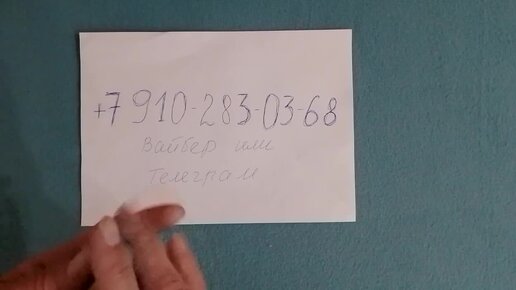 +7 910-283-03-68
Вайбер или
Телеграм